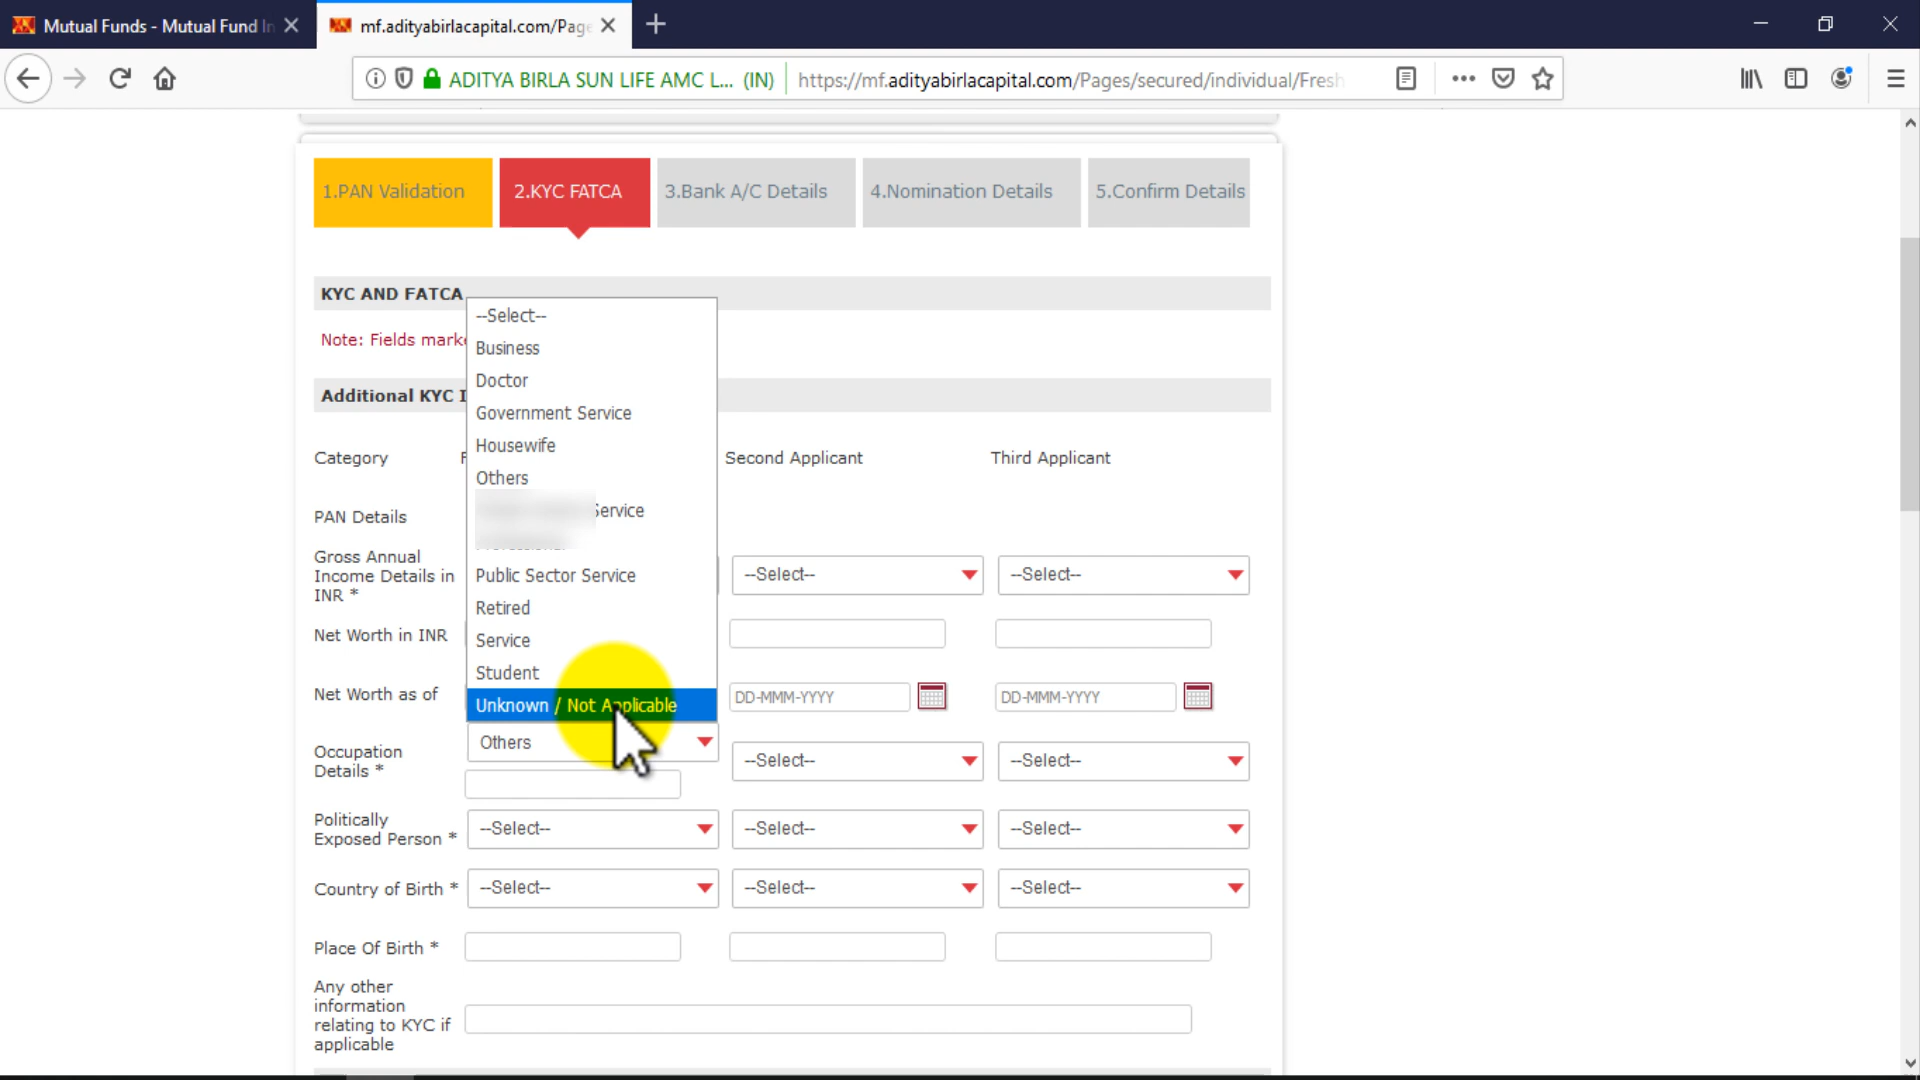 Mutual Funds - Mutual Fund In
mf.adityabirlacapital.com/Page
ADITYA BIRLA SUN LIFE AMC L... (IN)
https://mf.adityabirlacapital.com/Pages/secured/individual/Fresh
1.PAN Validation
2.KYC FATCA
3.Bank A/C Details
4.Nomination Details
5.Confirm Details
KYC AND FATCA
Note: Fields marke
Additional KYC I
--Select--
Business
Doctor
Government Service
Housewife
Others
Service
Public Sector Service
Retired
Service
Student
Unknown / Not Applicable
Category
Second Applicant
Third Applicant
PAN Details
Gross Annual
Income Details in
INR *
--Select--
--Select--
Net Worth in INR
Net Worth as of
DD-MMM-YYYY
DD-MMM-YYYY
Occupation
Details *
Others
--Select--
--Select--
Politically
Exposed Person *
--Select--
--Select--
--Select--
Country of Birth *
--Select--
--Select--
--Select--
Place Of Birth *
Any other
information
relating to KYC if
applicable